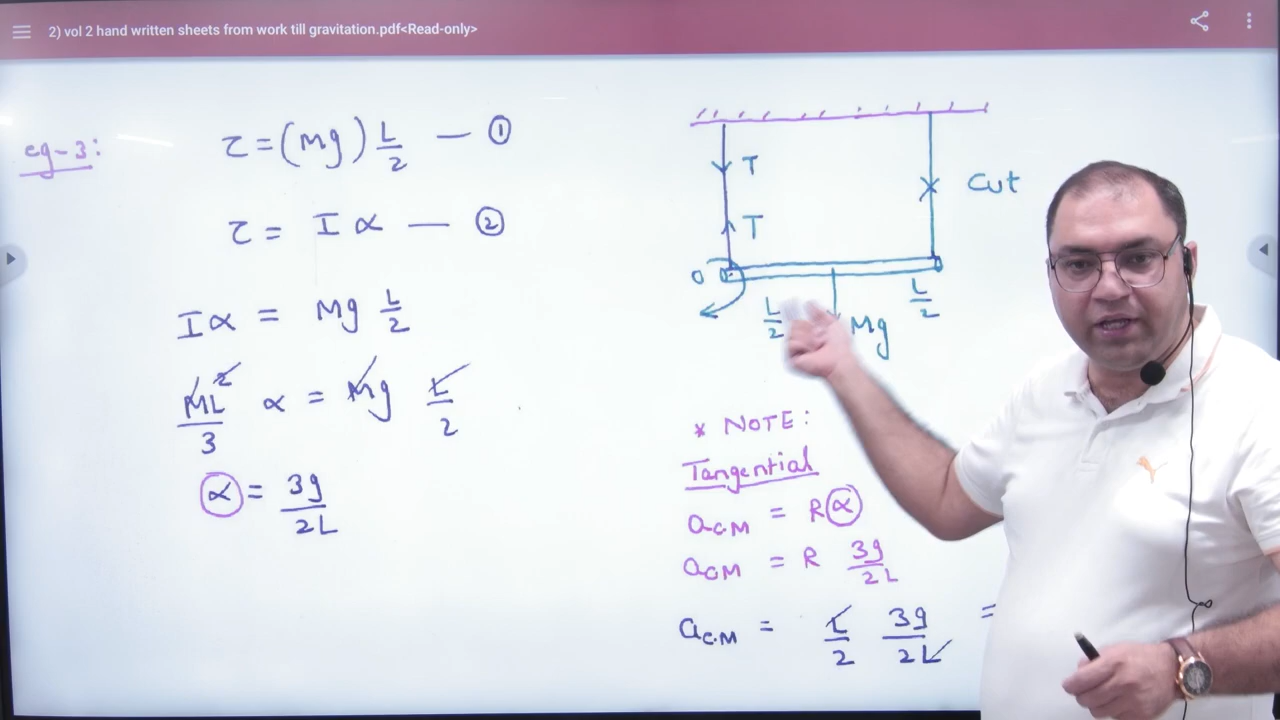 2) vol 2 hand written sheets from work till gravitation.pdf<Read-only>
eg-3:
τ = (Mg) L/2 — ①
τ = I α — ②
Iα = Mg L/2
ML²/3 α = Mg L/2
α = 3g/2L
T
Cut
T
O
L/2
Mg
L/2
* NOTE:
Tangential
aC.M = Rα
aCM = R 3g/2L
aC.M = L/2 3g/2L =